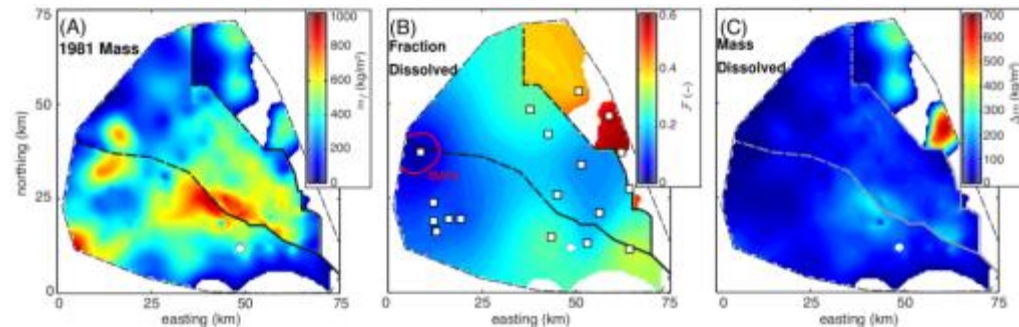 (A)
1981 Mass
1000
800
600
400
200
0
75
50
25
0
northing (km)
0 25 50 75
easting (km)
(B)
Fraction
Dissolved
0.6
0.4
0.2
0
F (-)
0 25 50 75
easting (km)
(C)
Mass
Dissolved
700
600
500
400
300
200
100
0
0 25 50 75
easting (km)